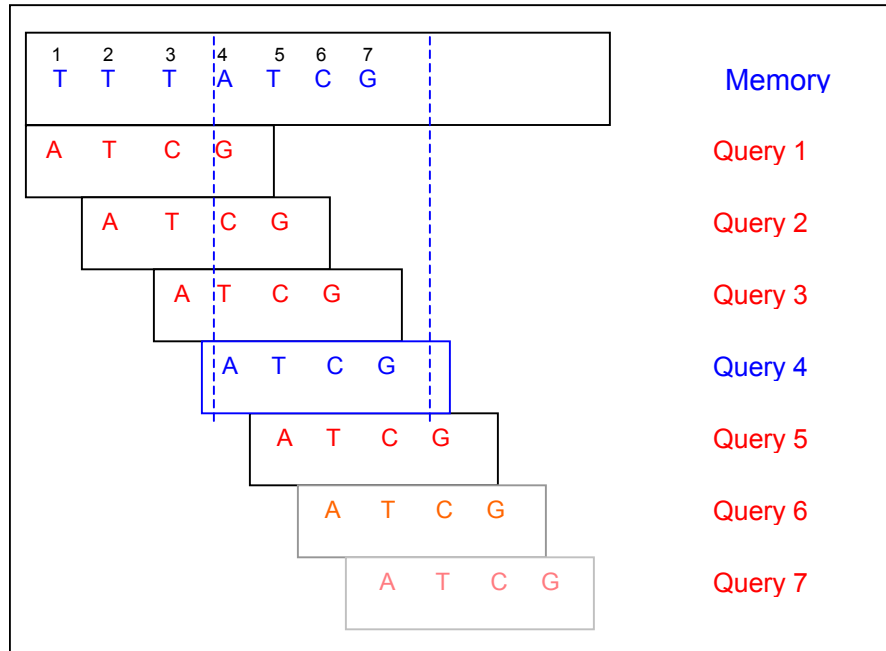 1 2 3 4 5 6 7
T T T A T C G Memory
A T C G Query 1
A T C G Query 2
A T C G Query 3
A T C G Query 4
A T C G Query 5
A T C G Query 6
A T C G Query 7